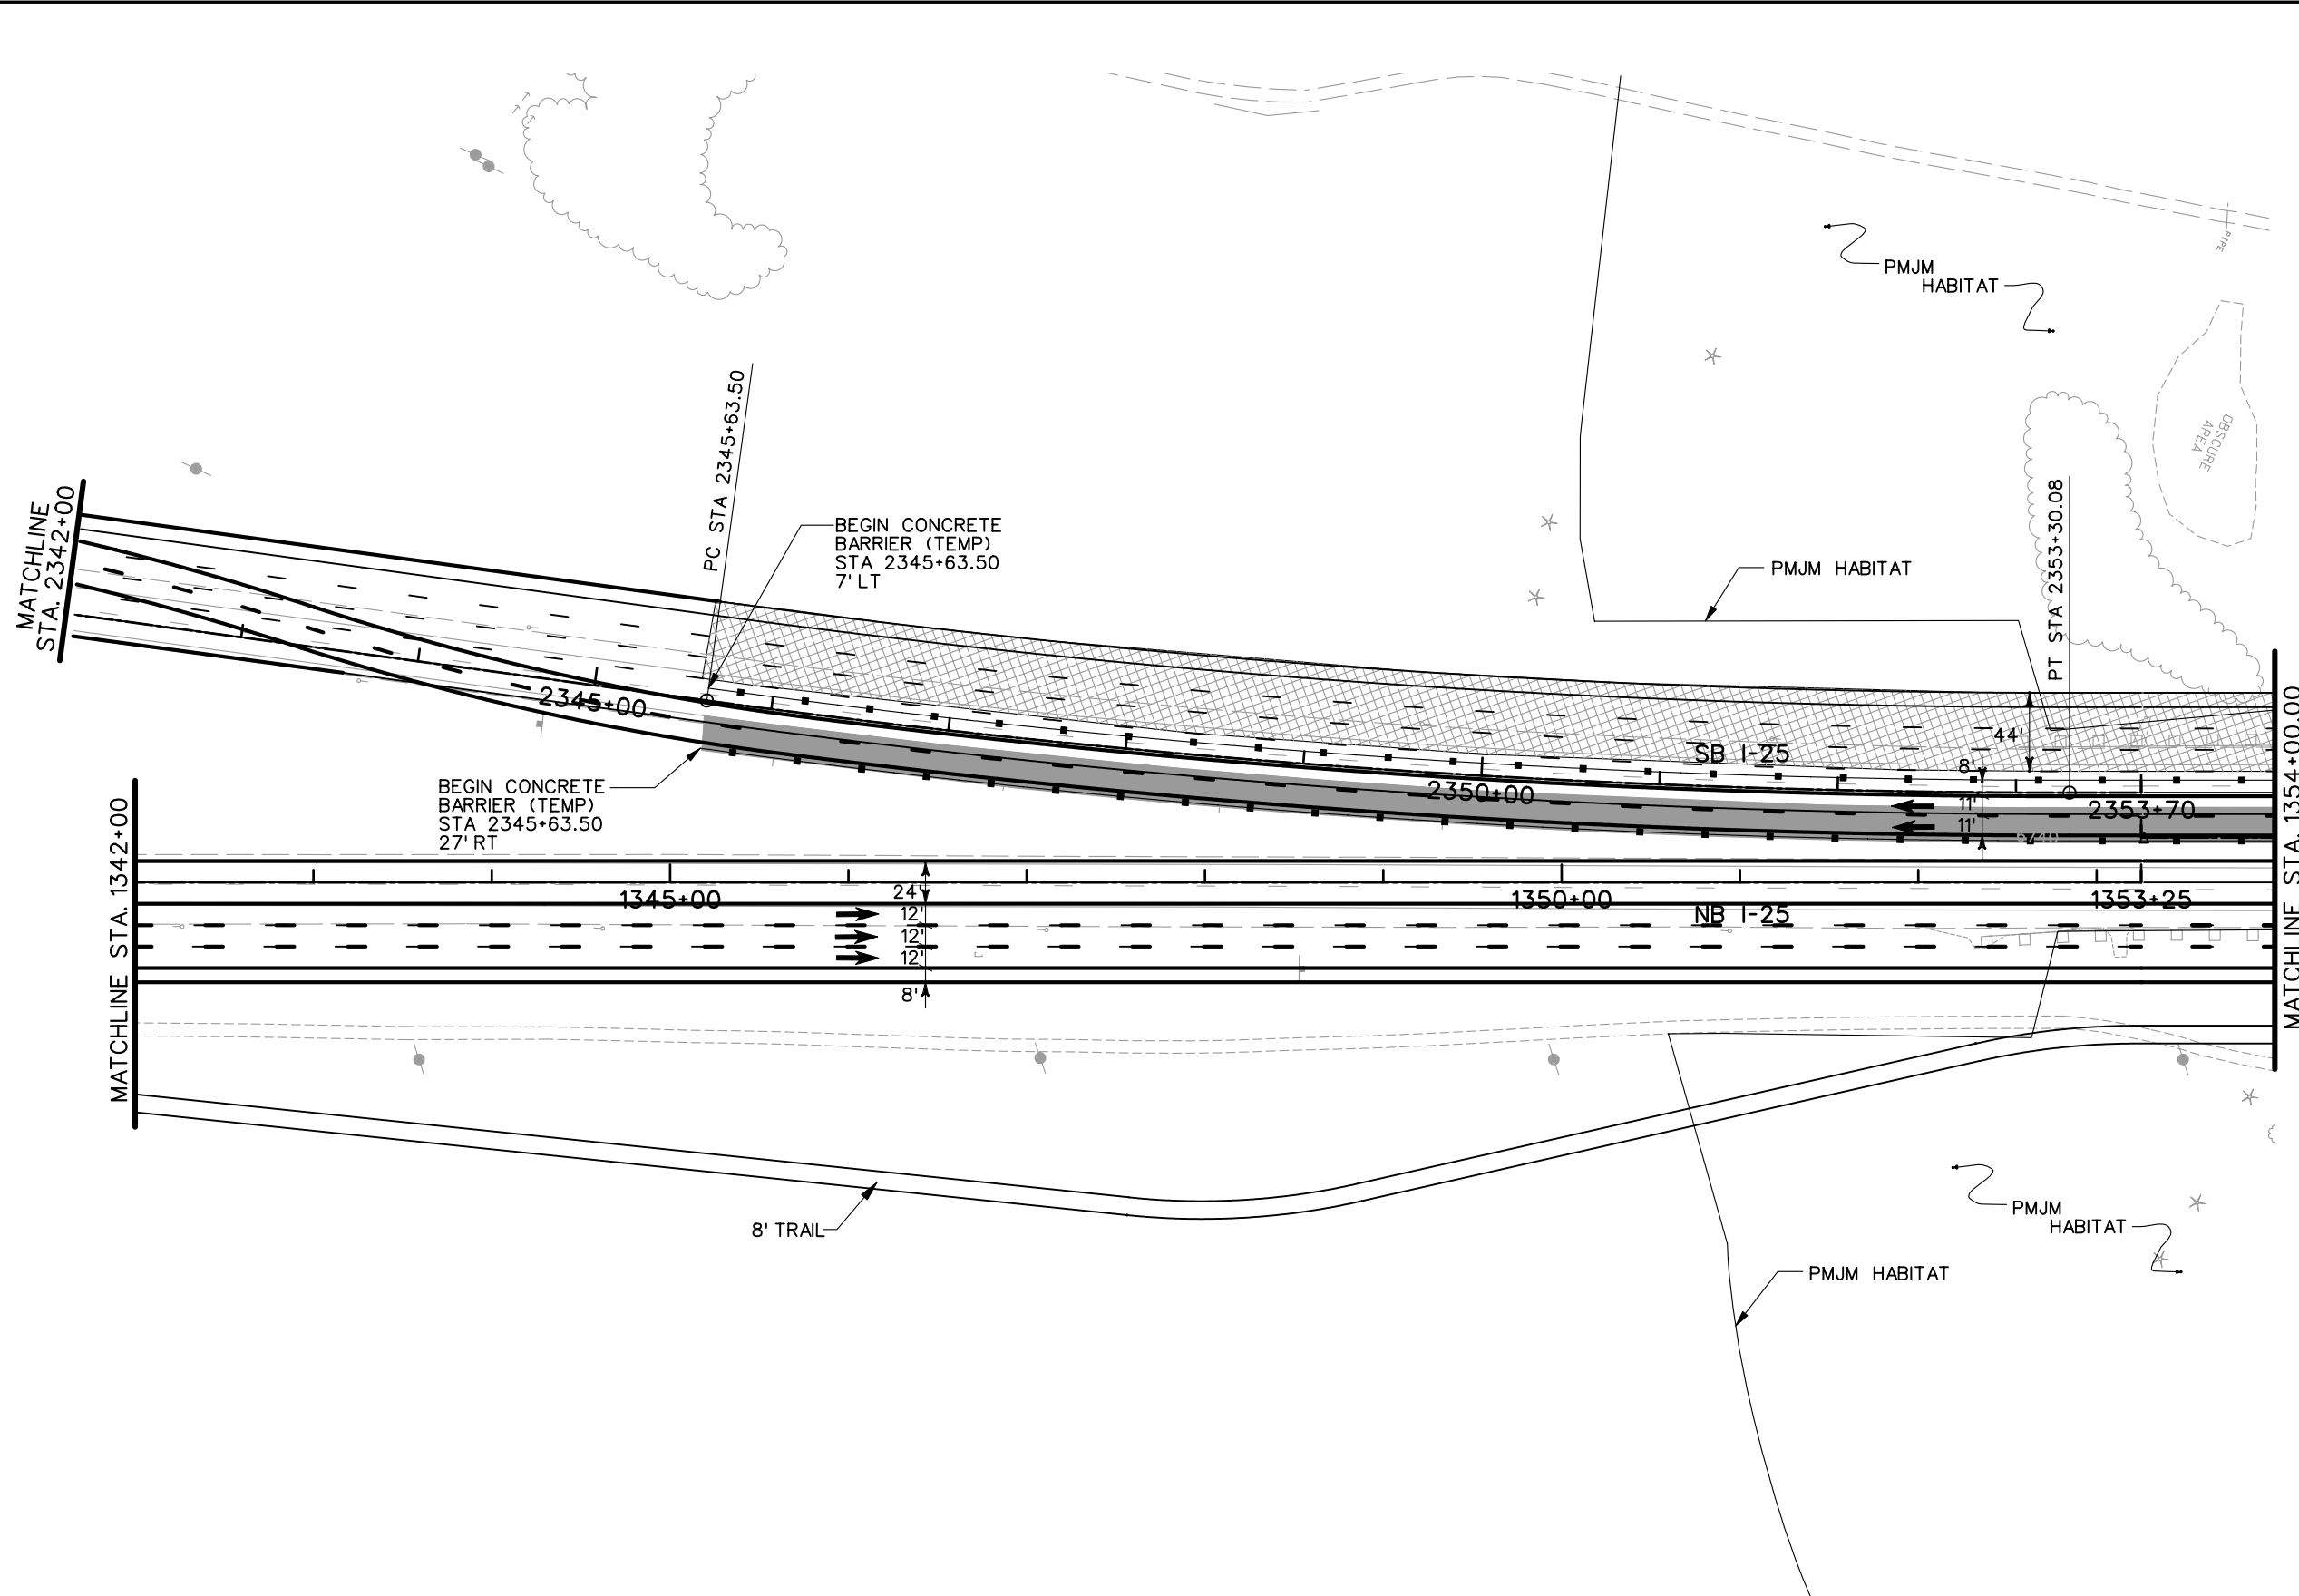 PIPE
PMJM
HABITAT
OBSCURE
AREA
MATCHLINE
STA. 2342+00
PC STA 2345+63.50
BEGIN CONCRETE
BARRIER (TEMP)
STA 2345+63.50
7' LT
PMJM HABITAT
PT STA 2353+30.08
2345+00
44'
SB I-25
8'
BEGIN CONCRETE
BARRIER (TEMP)
STA 2345+63.50
27' RT
2350+00
11'
11'
2353+70
MATCHLINE STA. 1342+00
MATCHLINE STA. 1354+00.00
1345+00
24'
12'
12'
12'
8'
1350+00
NB I-25
1353+25
8' TRAIL
PMJM
HABITAT
PMJM HABITAT